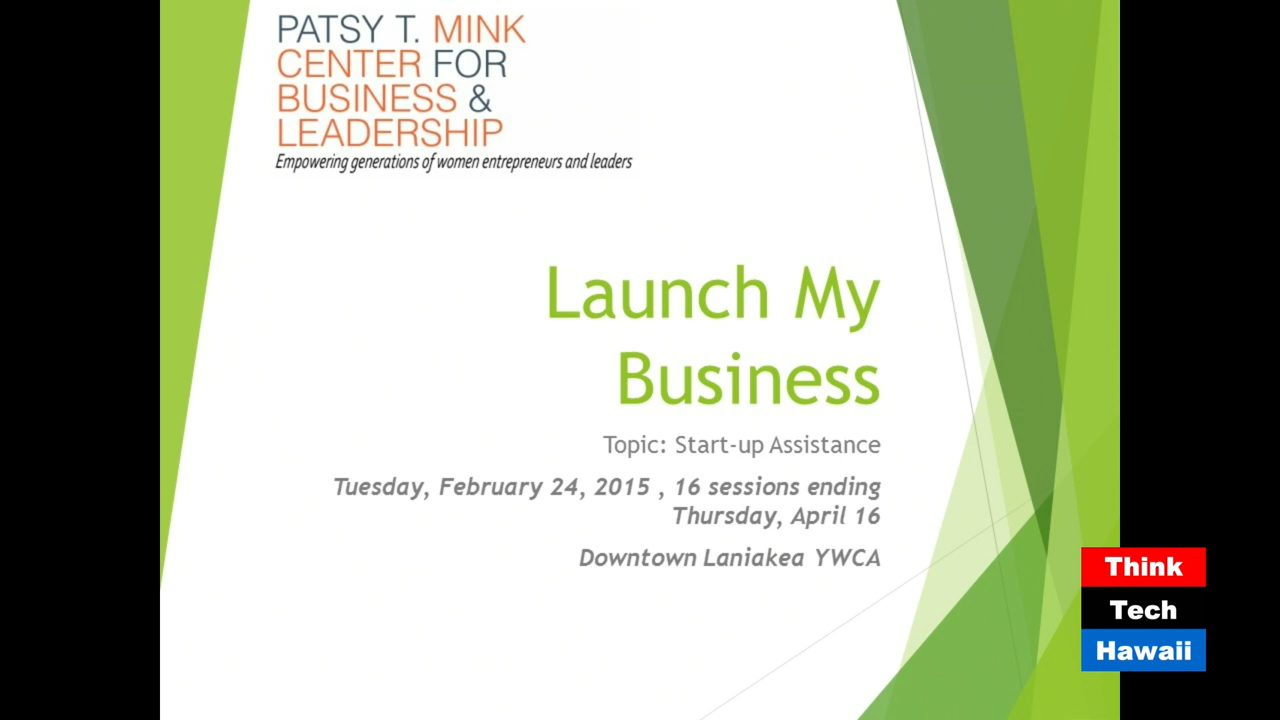 PATSY T. MINK
CENTER FOR
BUSINESS &
LEADERSHIP
Empowering generations of women entrepreneurs and leaders
Launch My
Business
Topic: Start-up Assistance
Tuesday, February 24, 2015 , 16 sessions ending
Thursday, April 16
Downtown Laniakea YWCA
Think
Tech
Hawaii